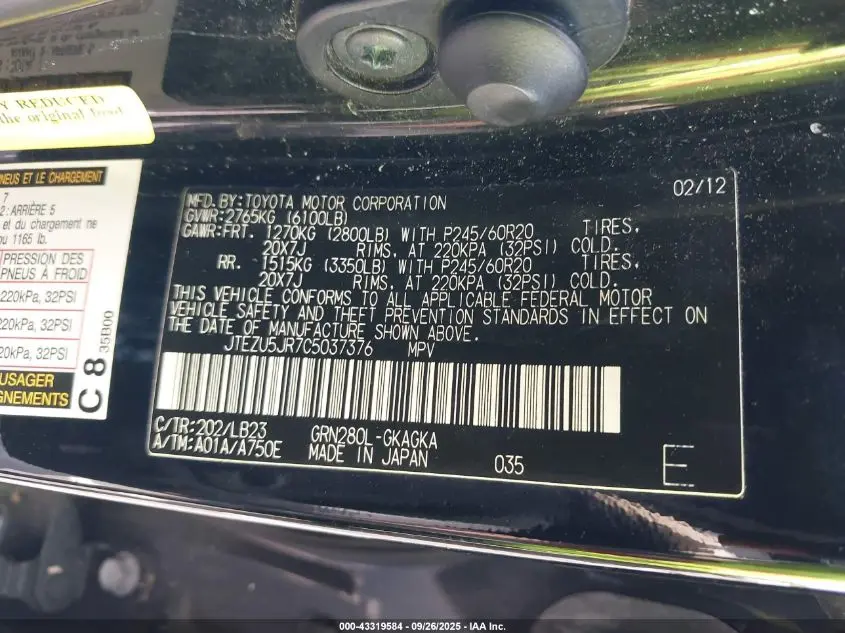 Y REDUCED
the original load
NEUS ET LE CHARGEMENT
7
2: ARRIÈRE 5
et du chargement ne
u 1165 lb.
PRESSION DES
PNEUS À FROID
220kPa, 32PSI
220kPa, 32PSI
20kPa, 32PSI
USAGER
GNEMENTS
C 8 35B00
02/12
MFD. BY: TOYOTA MOTOR CORPORATION
GVWR: 2765KG (6100LB)
GAWR: FRT. 1270KG (2800LB) WITH P245/60R20 TIRES,
20X7J RIMS, AT 220KPA (32PSI) COLD.
RR. 1515KG (3350LB) WITH P245/60R20 TIRES,
20X7J RIMS, AT 220KPA (32PSI) COLD.
THIS VEHICLE CONFORMS TO ALL APPLICABLE FEDERAL MOTOR
VEHICLE SAFETY AND THEFT PREVENTION STANDARDS IN EFFECT ON
THE DATE OF MANUFACTURE SHOWN ABOVE.
JTEZU5JR7C5037376 MPV
C/TR: 202/LB23 GRN280L-GKAGKA
A/TM: A01A/A750E MADE IN JAPAN 035 E
000-43319584 - 09/26/2025 - IAA Inc.